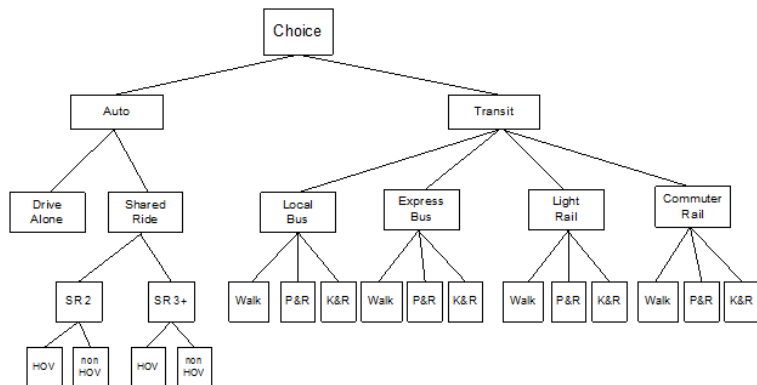 Choice
Auto
Transit
Drive
Alone
Shared
Ride
Local
Bus
Express
Bus
Light
Rail
Commuter
Rail
SR 2
SR 3+
Walk
P&R
K&R
Walk
P&R
K&R
Walk
P&R
K&R
Walk
P&R
K&R
HOV
non
HOV
HOV
non
HOV